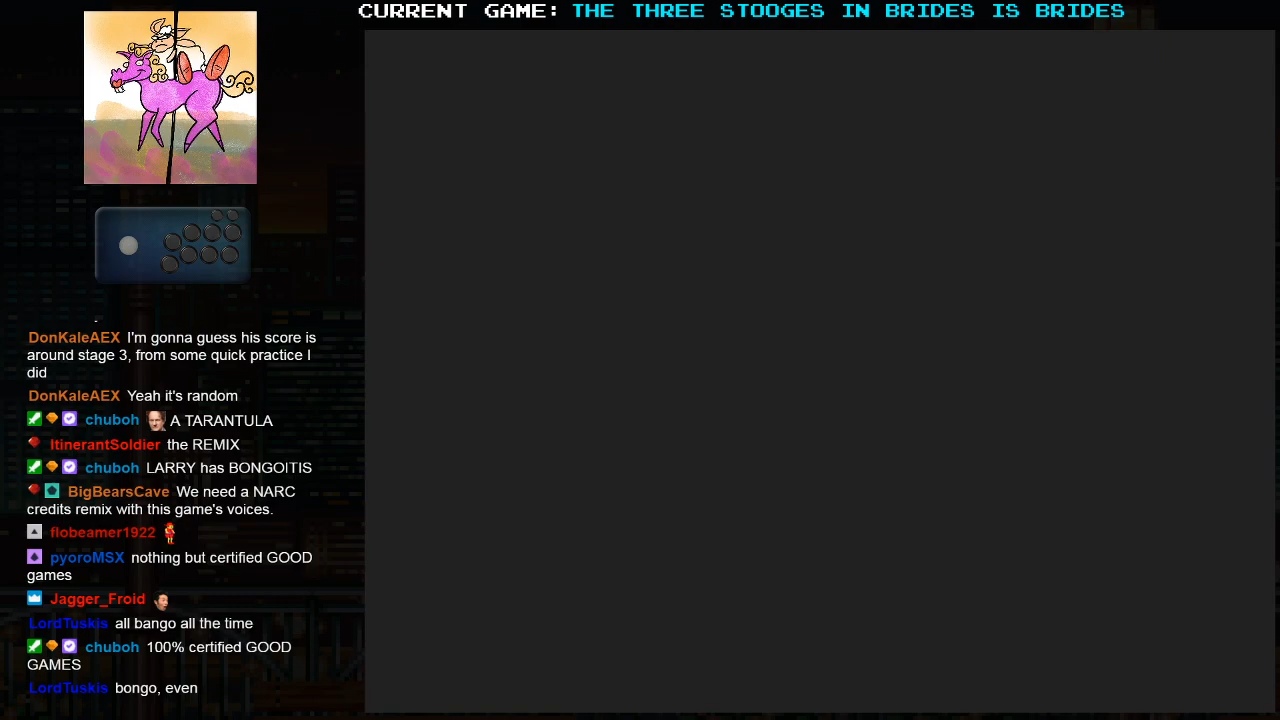 CURRENT GAME: THE THREE STOOGES IN BRIDES IS BRIDES
DonKaleAEX I'm gonna guess his score is
around stage 3, from some quick practice I
did
DonKaleAEX Yeah it's random
chuboh A TARANTULA
ItinerantSoldier the REMIX
chuboh LARRY has BONGOITIS
BigBearsCave We need a NARC
credits remix with this game's voices.
flobeamer1922
pyoroMSX nothing but certified GOOD
games
Jagger_Froid
LordTuskis all bango all the time
chuboh 100% certified GOOD
GAMES
LordTuskis bongo, even